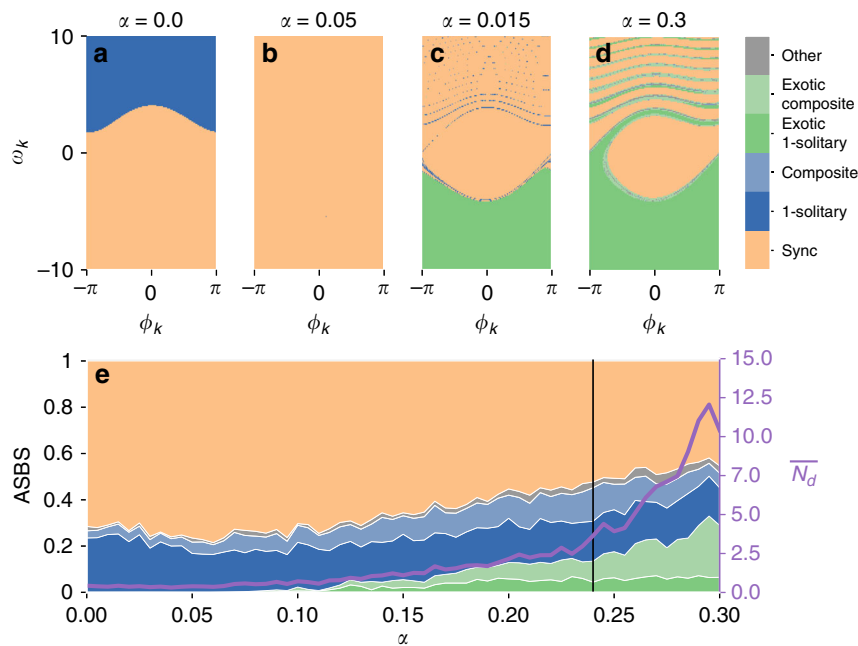 α = 0.0
α = 0.05
α = 0.015
α = 0.3
10
0
−10
ω_k
a
b
c
d
−π 0 π
−π 0 π
−π 0 π
−π 0 π
ϕ_k
ϕ_k
ϕ_k
ϕ_k
Other
Exotic
composite
Exotic
1-solitary
Composite
1-solitary
Sync
e
1
0.8
0.6
0.4
0.2
0
ASBS
15.0
12.5
10.0
7.0
5.0
2.5
0.0
N̅_d̅
0.00 0.05 0.10 0.15 0.20 0.25 0.30
α